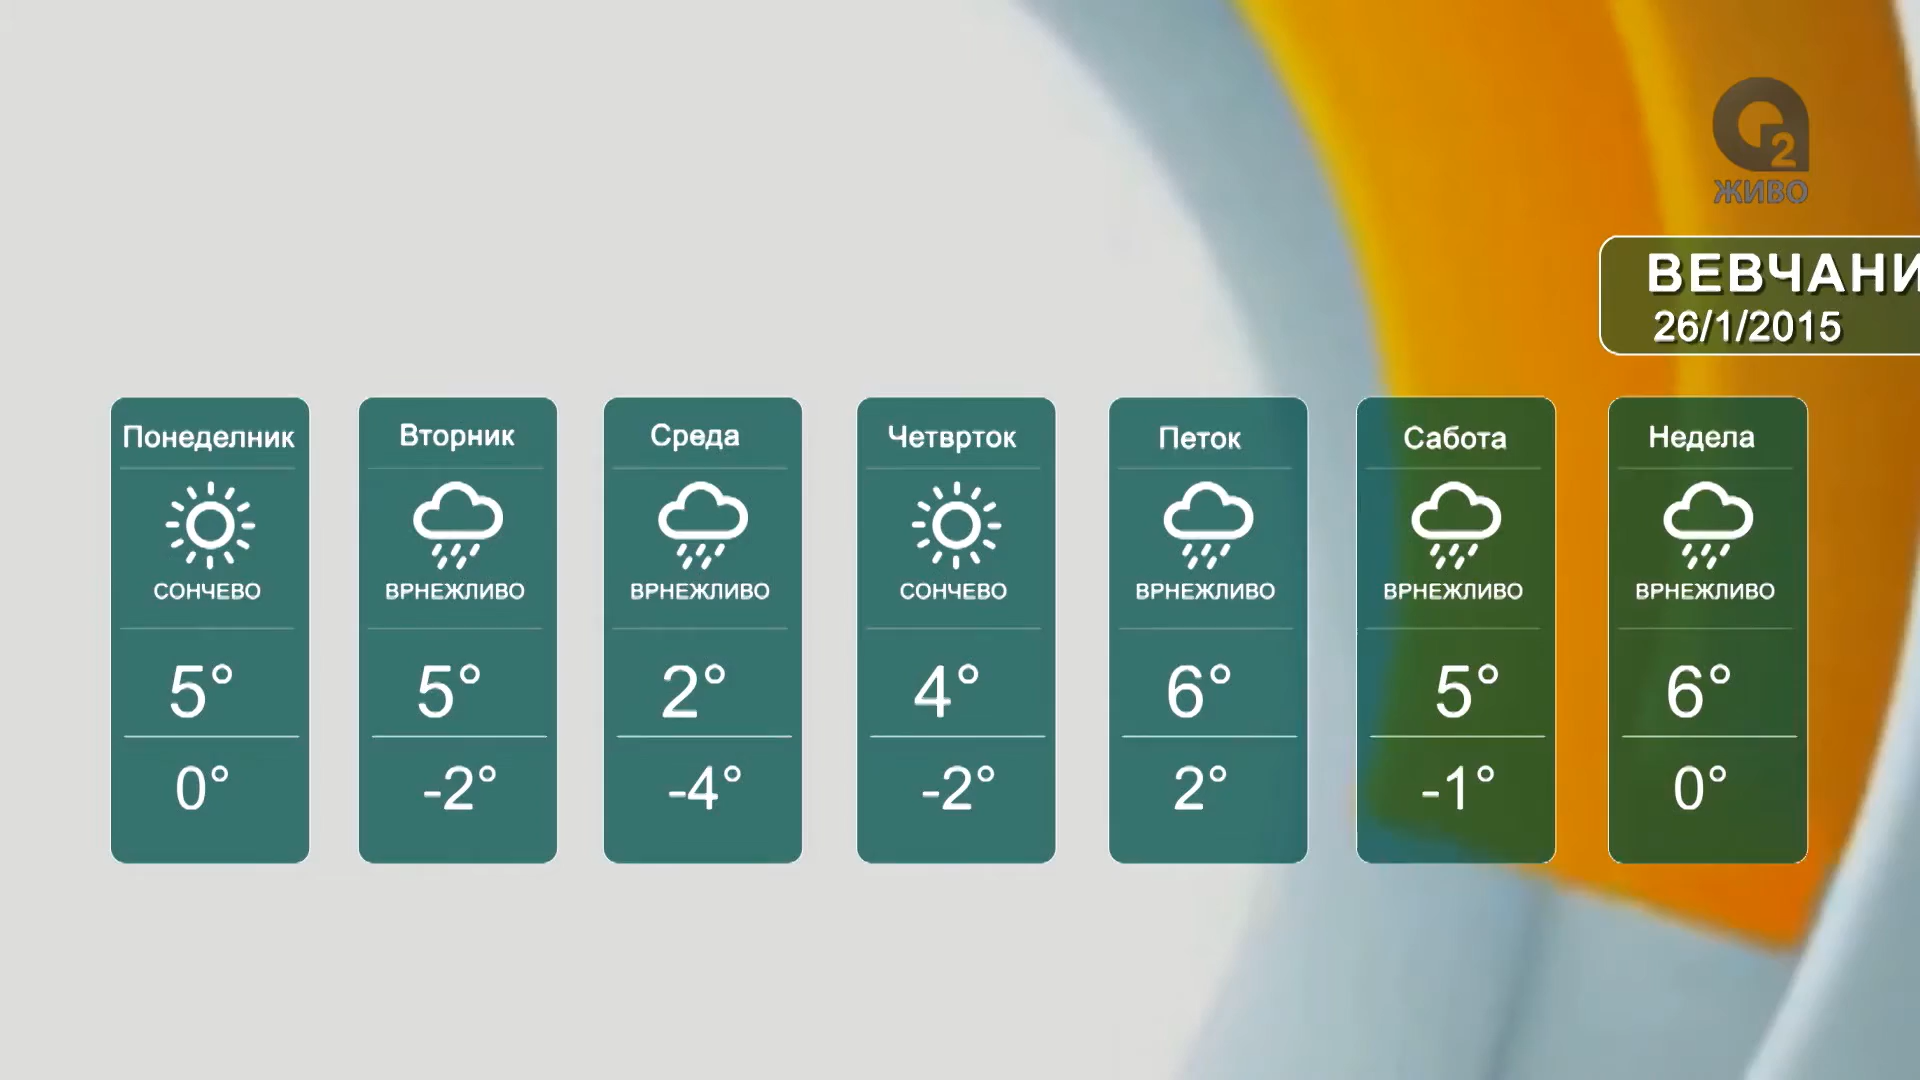 2
ЖИВО
ВЕВЧАНИ
26/1/2015
Понеделник
СОНЧЕВО
5°
0°
Вторник
ВРНЕЖЛИВО
5°
-2°
Среда
ВРНЕЖЛИВО
2°
-4°
Четврток
СОНЧЕВО
4°
-2°
Петок
ВРНЕЖЛИВО
6°
2°
Сабота
ВРНЕЖЛИВО
5°
-1°
Недела
ВРНЕЖЛИВО
6°
0°